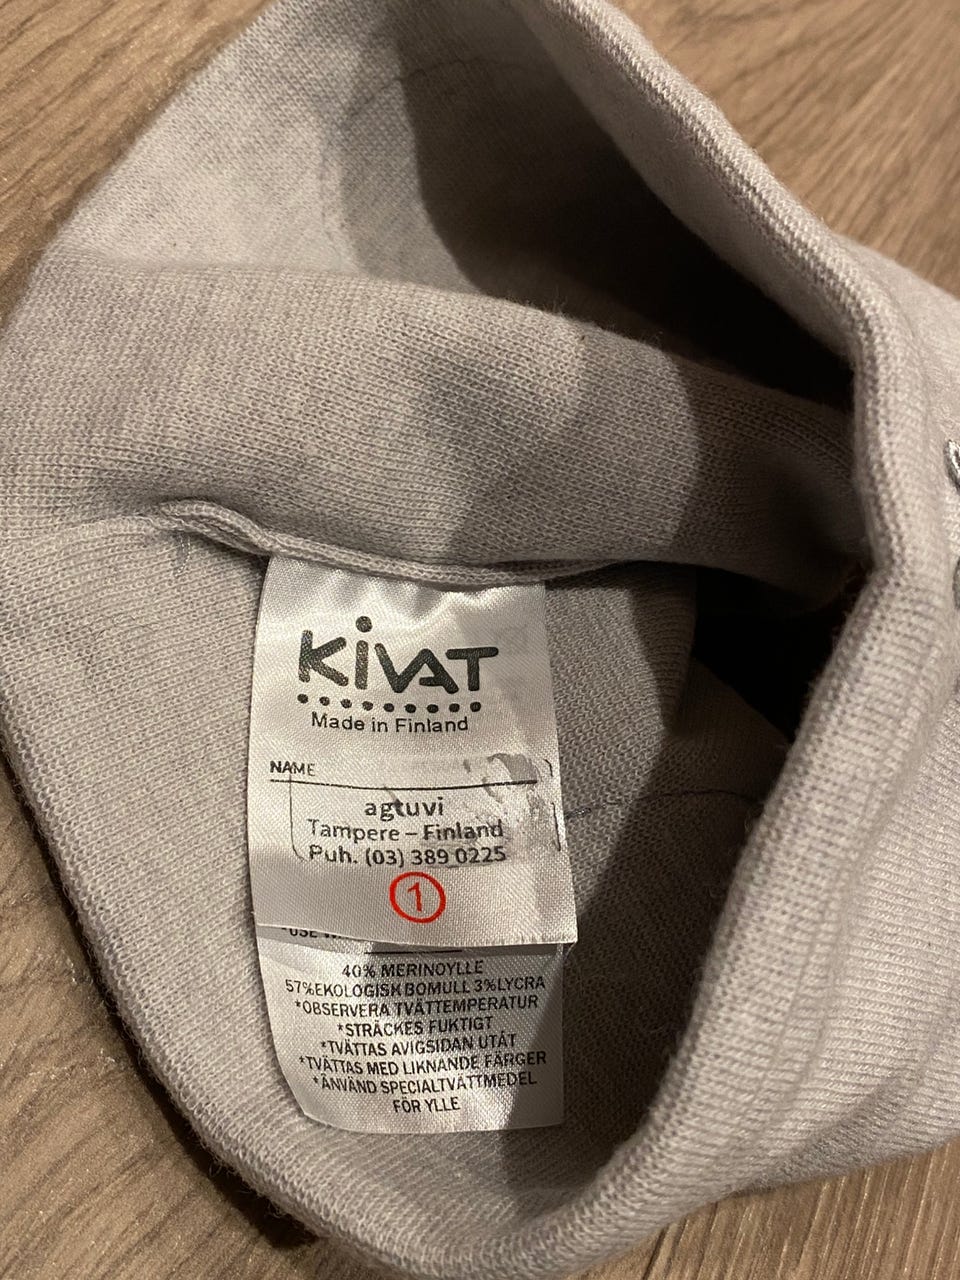 KiVAT
Made in Finland
NAME
agtuvi
Tampere – Finland
Puh. (03) 389 0225
1
*USE
40% MERINOYLLE
57%EKOLOGISK BOMULL 3%LYCRA
*OBSERVERA TVÄTTEMPERATUR
*STRÄCKES FUKTIGT
*TVÄTTAS AVIGSIDAN UTÅT
*TVÄTTAS MED LIKNANDE FÄRGER
*ANVÄND SPECIALTVÄTTMEDEL
FÖR YLLE